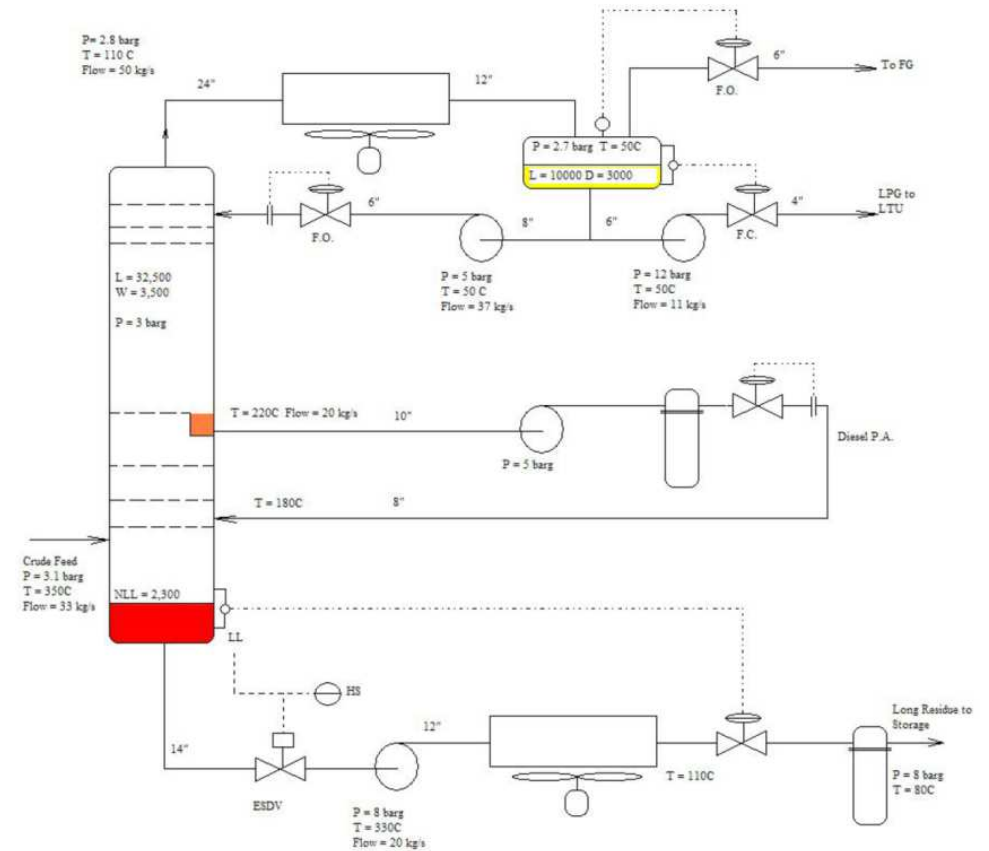 P= 2.8 barg
T = 110 C
Flow = 50 kg/s
24"
12"
6"
To FG
F.O.
P = 2.7 barg T = 50C
L = 10000 D = 3000
6"
F.O.
8"
6"
4"
F.C.
LPG to
LTU
P = 5 barg
T = 50 C
Flow = 37 kg/s
P = 12 barg
T = 50C
Flow = 11 kg/s
L = 32,500
W = 3,500
P = 3 barg
T = 220C Flow = 20 kg/s
10"
P = 5 barg
Diesel P.A.
T = 180C
8"
Crude Feed
P = 3.1 barg
T = 350C
Flow = 33 kg/s
NLL = 2,300
LL
HS
14"
ESDV
12"
P = 8 barg
T = 330C
Flow = 20 kg/s
T = 110C
Long Residue to
Storage
P = 8 barg
T = 80C